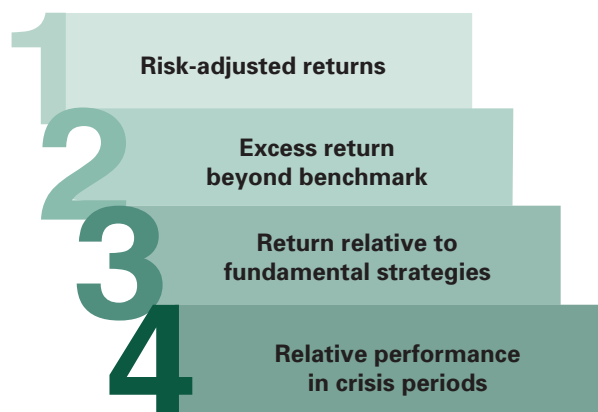 1
Risk-adjusted returns
2
Excess return
beyond benchmark
3
Return relative to
fundamental strategies
4
Relative performance
in crisis periods